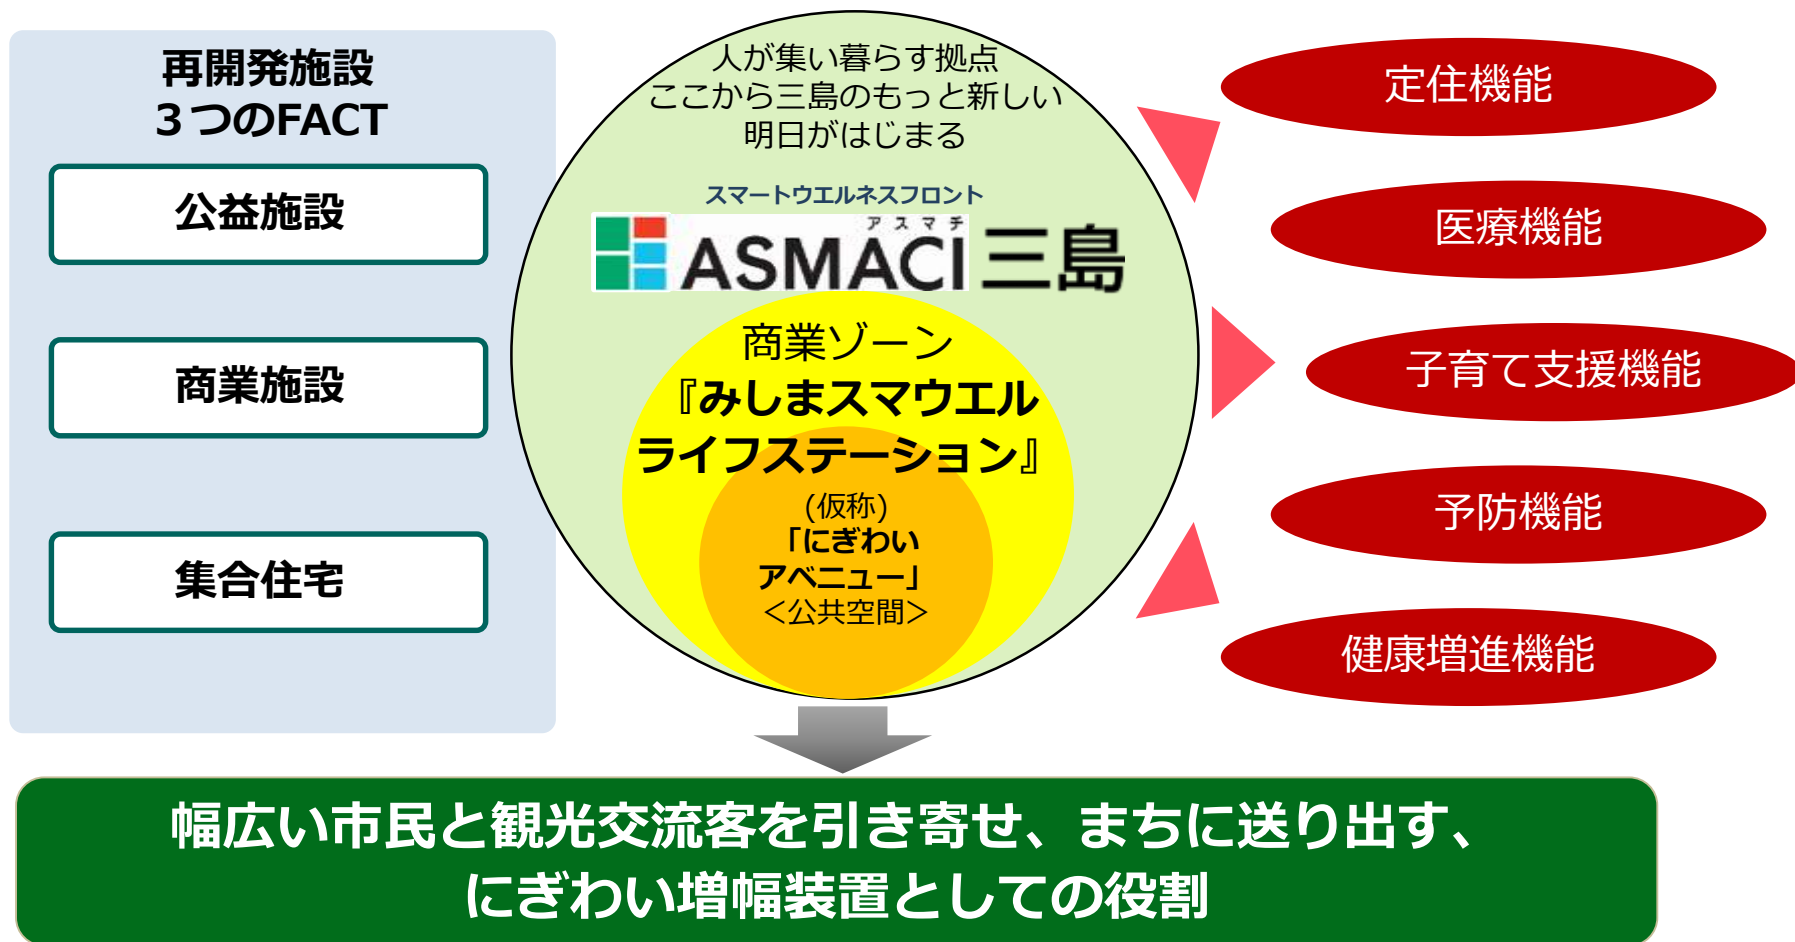 再開発施設
３つのFACT
公益施設
商業施設
集合住宅
人が集い暮らす拠点
ここから三島のもっと新しい
明日がはじまる
スマートウエルネスフロント
アスマチ
ASMACI三島
商業ゾーン
『みしまスマウエル
ライフステーション』
(仮称)
「にぎわい
アベニュー」
＜公共空間＞
定住機能
医療機能
子育て支援機能
予防機能
健康増進機能
幅広い市民と観光交流客を引き寄せ、まちに送り出す、
にぎわい増幅装置としての役割